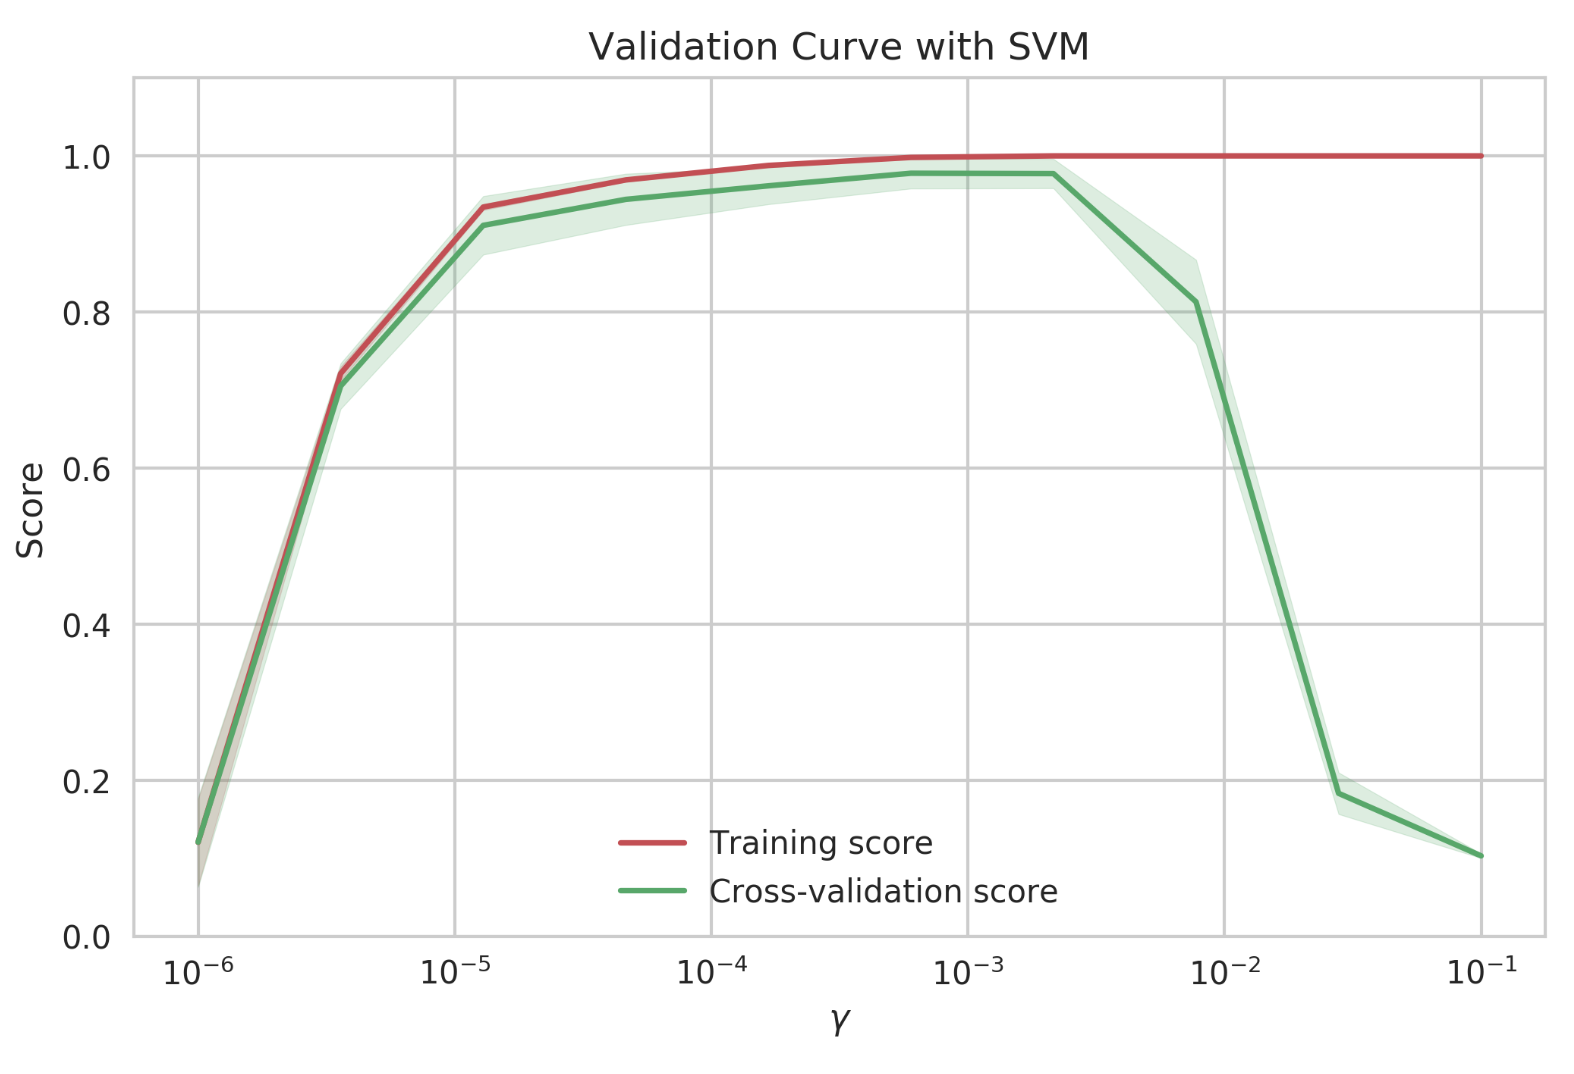 Validation Curve with SVM
1.0
0.8
0.6
0.4
0.2
0.0
Score
Training score
Cross-validation score
10⁻⁶ 10⁻⁵ 10⁻⁴ 10⁻³ 10⁻² 10⁻¹
γ